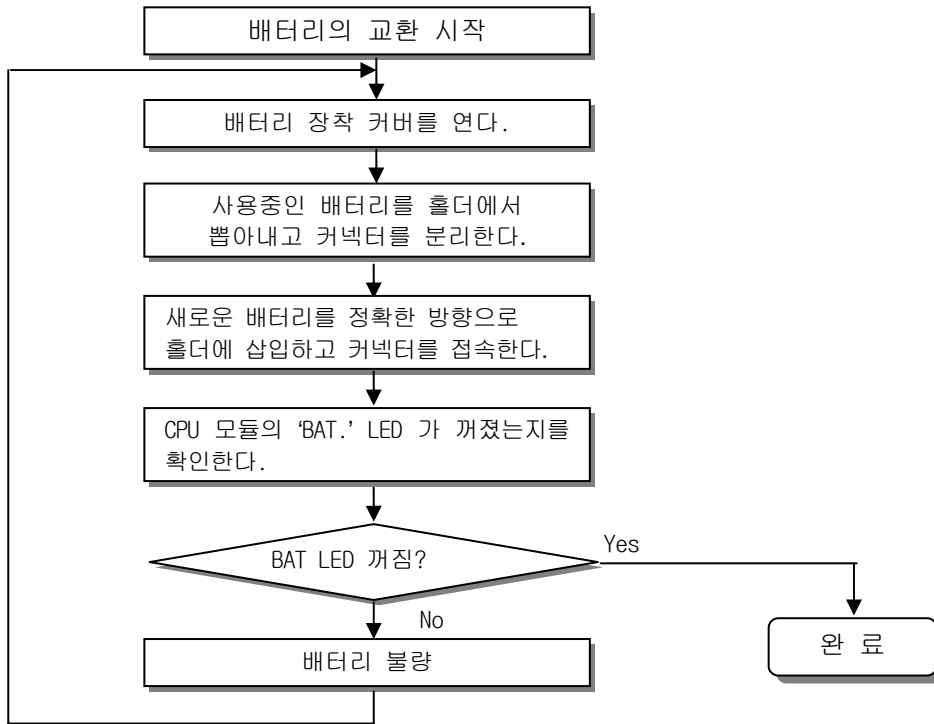 배터리의 교환 시작
배터리 장착 커버를 연다.
사용중인 배터리를 홀더에서
뽑아내고 커넥터를 분리한다.
새로운 배터리를 정확한 방향으로
홀더에 삽입하고 커넥터를 접속한다.
CPU 모듈의 ‘BAT.’ LED 가 꺼졌는지를
확인한다.
BAT LED 꺼짐?
Yes
No
완 료
배터리 불량